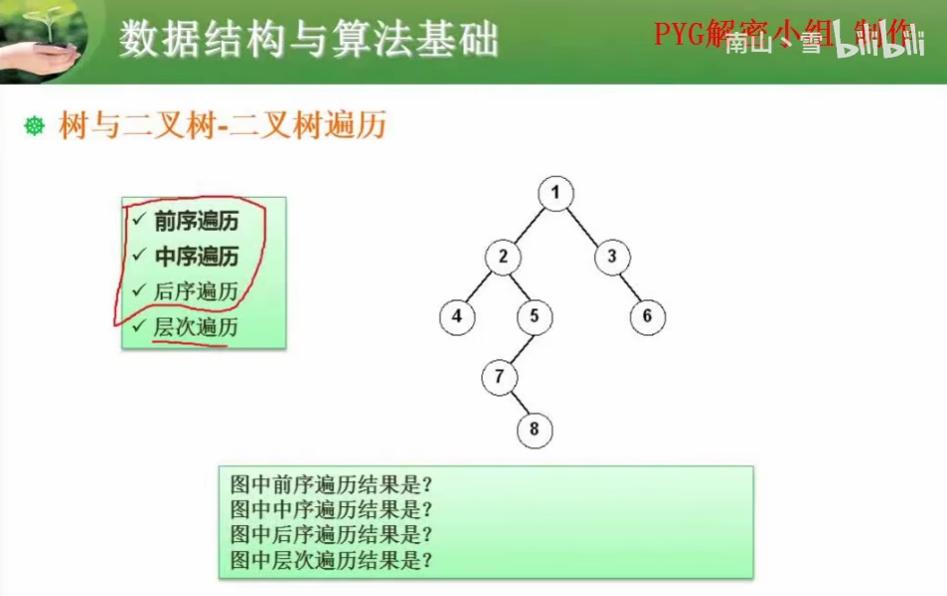 数据结构与算法基础
PYG解密小组 制作
南山丶雪 bilibili
树与二叉树-二叉树遍历
✓ 前序遍历
✓ 中序遍历
✓ 后序遍历
✓ 层次遍历
1
2
3
4
5
6
7
8
图中前序遍历结果是?
图中中序遍历结果是?
图中后序遍历结果是?
图中层次遍历结果是?